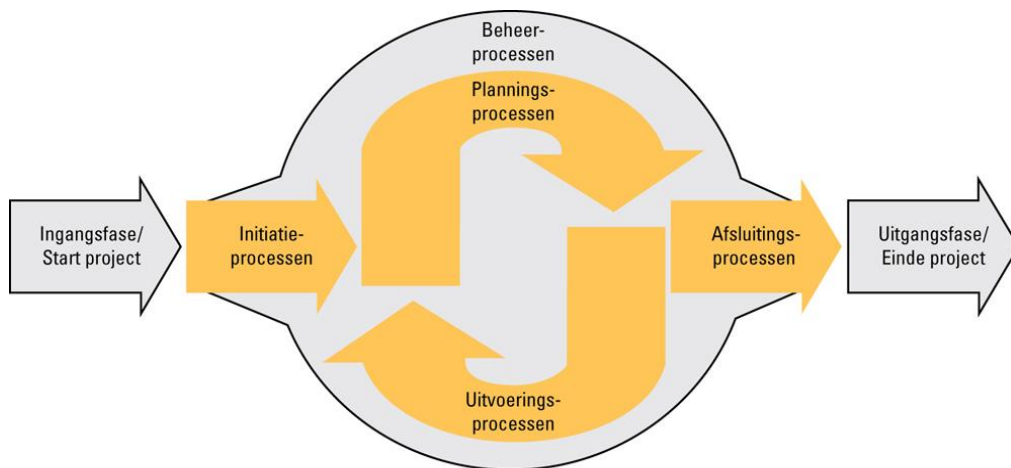 Beheer-
processen
Plannings-
processen
Ingangsfase/
Start project
Initiatie-
processen
Afsluitings-
processen
Uitgangsfase/
Einde project
Uitvoerings-
processen